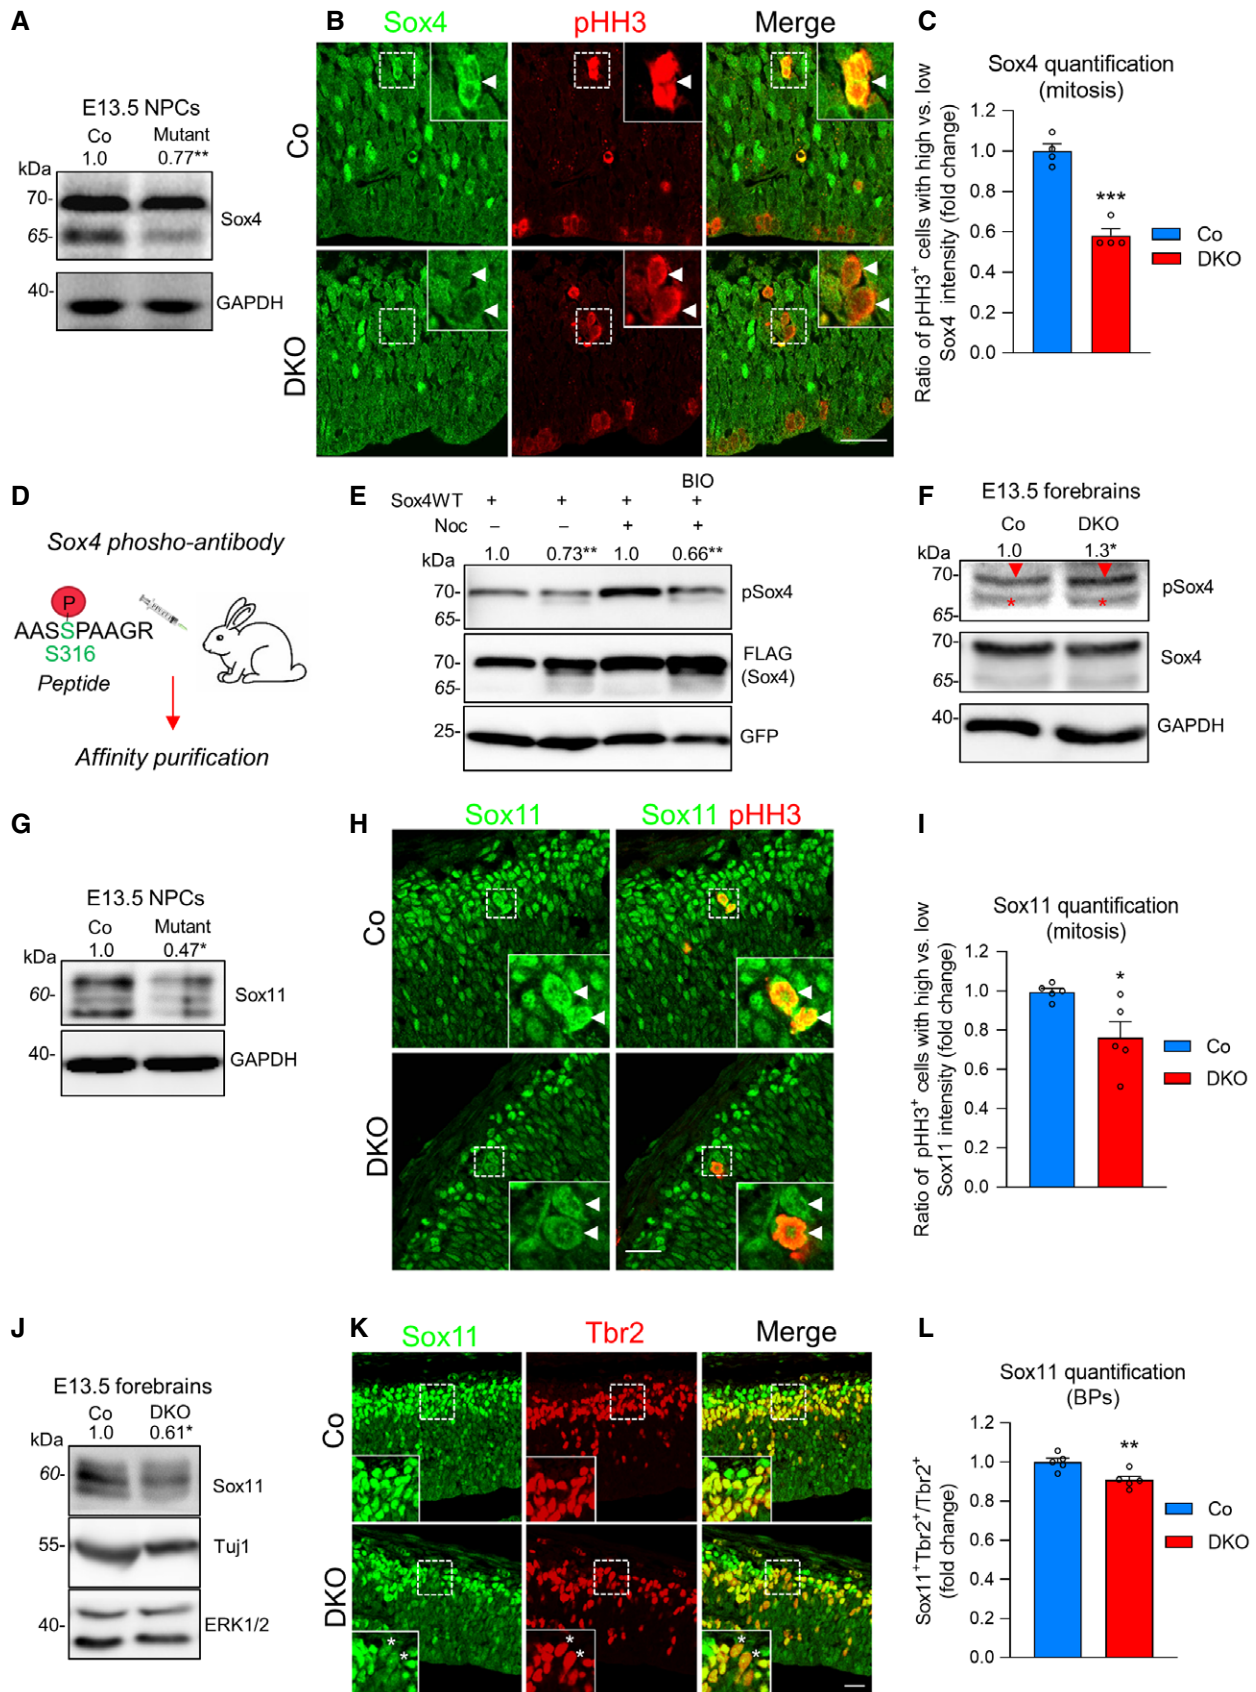 A
E13.5 NPCs
Co Mutant
1.0 0.77**
kDa
70-
65-
Sox4
40-
GAPDH
B
Sox4 pHH3 Merge
Co
DKO
C
Sox4 quantification
(mitosis)
Ratio of pHH3+ cells with high vs. low
Sox4 intensity (fold change)
1.2
1.0
0.8
0.6
0.4
0.2
0.0
***
Co
DKO
D
Sox4 phosho-antibody
P
AASSPAAGR
S316
Peptide
Affinity purification
E
BIO
Sox4WT + + + +
Noc – – + +
kDa 1.0 0.73** 1.0 0.66**
70-
65-
pSox4
70-
65-
FLAG
(Sox4)
25-
GFP
F
E13.5 forebrains
Co DKO
kDa 1.0 1.3*
70-
65-
* *
pSox4
70-
65-
Sox4
40-
GAPDH
G
E13.5 NPCs
Co Mutant
1.0 0.47*
kDa
60-
Sox11
40-
GAPDH
H
Sox11 Sox11 pHH3
Co
DKO
I
Sox11 quantification
(mitosis)
Ratio of pHH3+ cells with high vs. low
Sox11 intensity (fold change)
1.2
1.0
0.8
0.6
0.4
0.2
0.0
*
Co
DKO
J
E13.5 forebrains
Co DKO
1.0 0.61*
kDa
60-
Sox11
55-
Tuj1
40-
ERK1/2
K
Sox11 Tbr2 Merge
Co
DKO
* *
* *
* *
L
Sox11 quantification
(BPs)
Sox11+Tbr2+/Tbr2+
(fold change)
1.2
1.0
0.8
0.6
0.4
0.2
0.0
**
Co
DKO